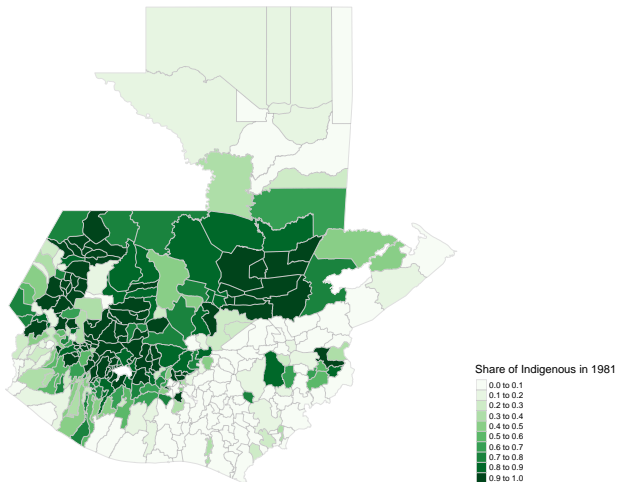 Share of Indigenous in 1981
0.0 to 0.1
0.1 to 0.2
0.2 to 0.3
0.3 to 0.4
0.4 to 0.5
0.5 to 0.6
0.6 to 0.7
0.7 to 0.8
0.8 to 0.9
0.9 to 1.0